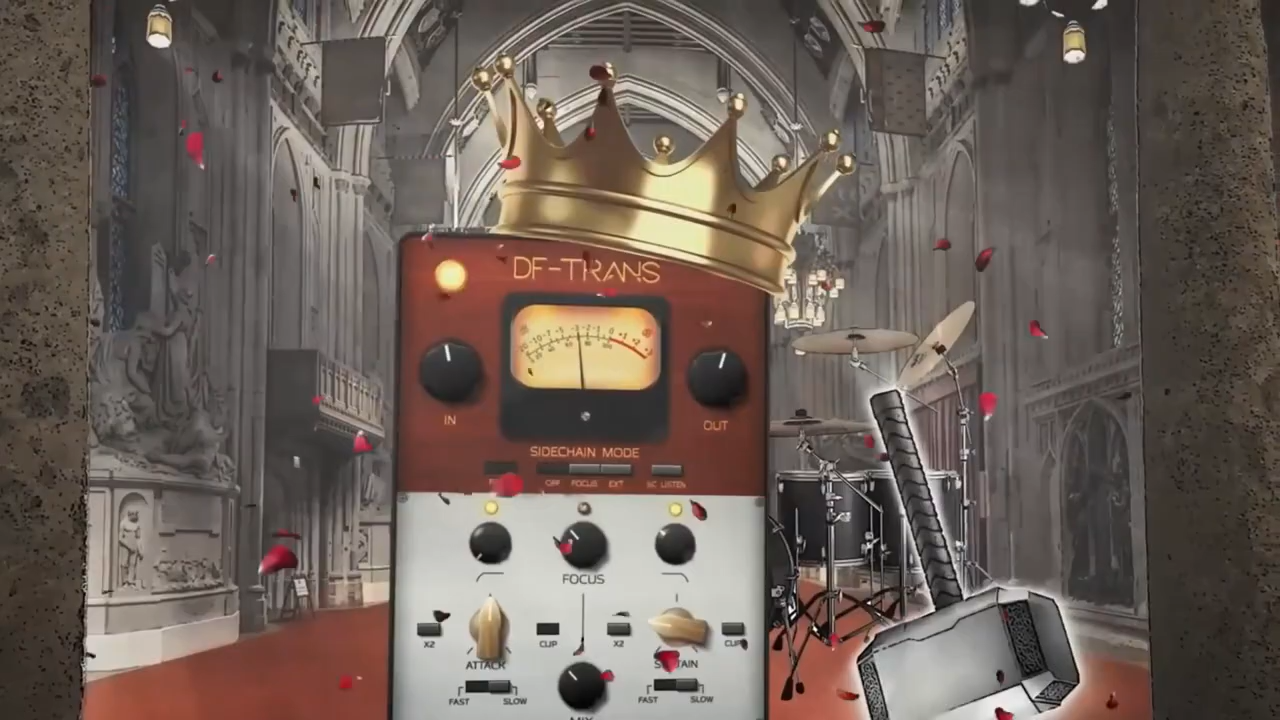 DF-TRANS
IN
OUT
SIDECHAIN MODE
OFF FOCUS EXT SC LISTEN
FOCUS
X2 CLIP X2
ATTACK
FAST SLOW FAST SLOW